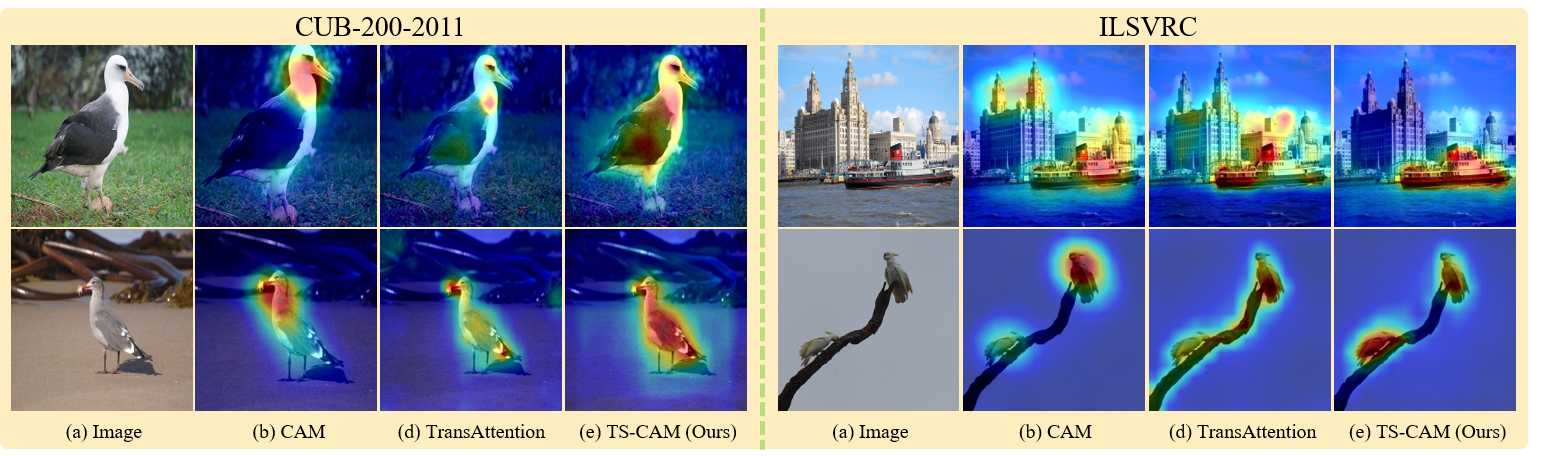 CUB-200-2011
(a) Image
(b) CAM
(d) TransAttention
(e) TS-CAM (Ours)
ILSVRC
(a) Image
(b) CAM
(d) TransAttention
(e) TS-CAM (Ours)